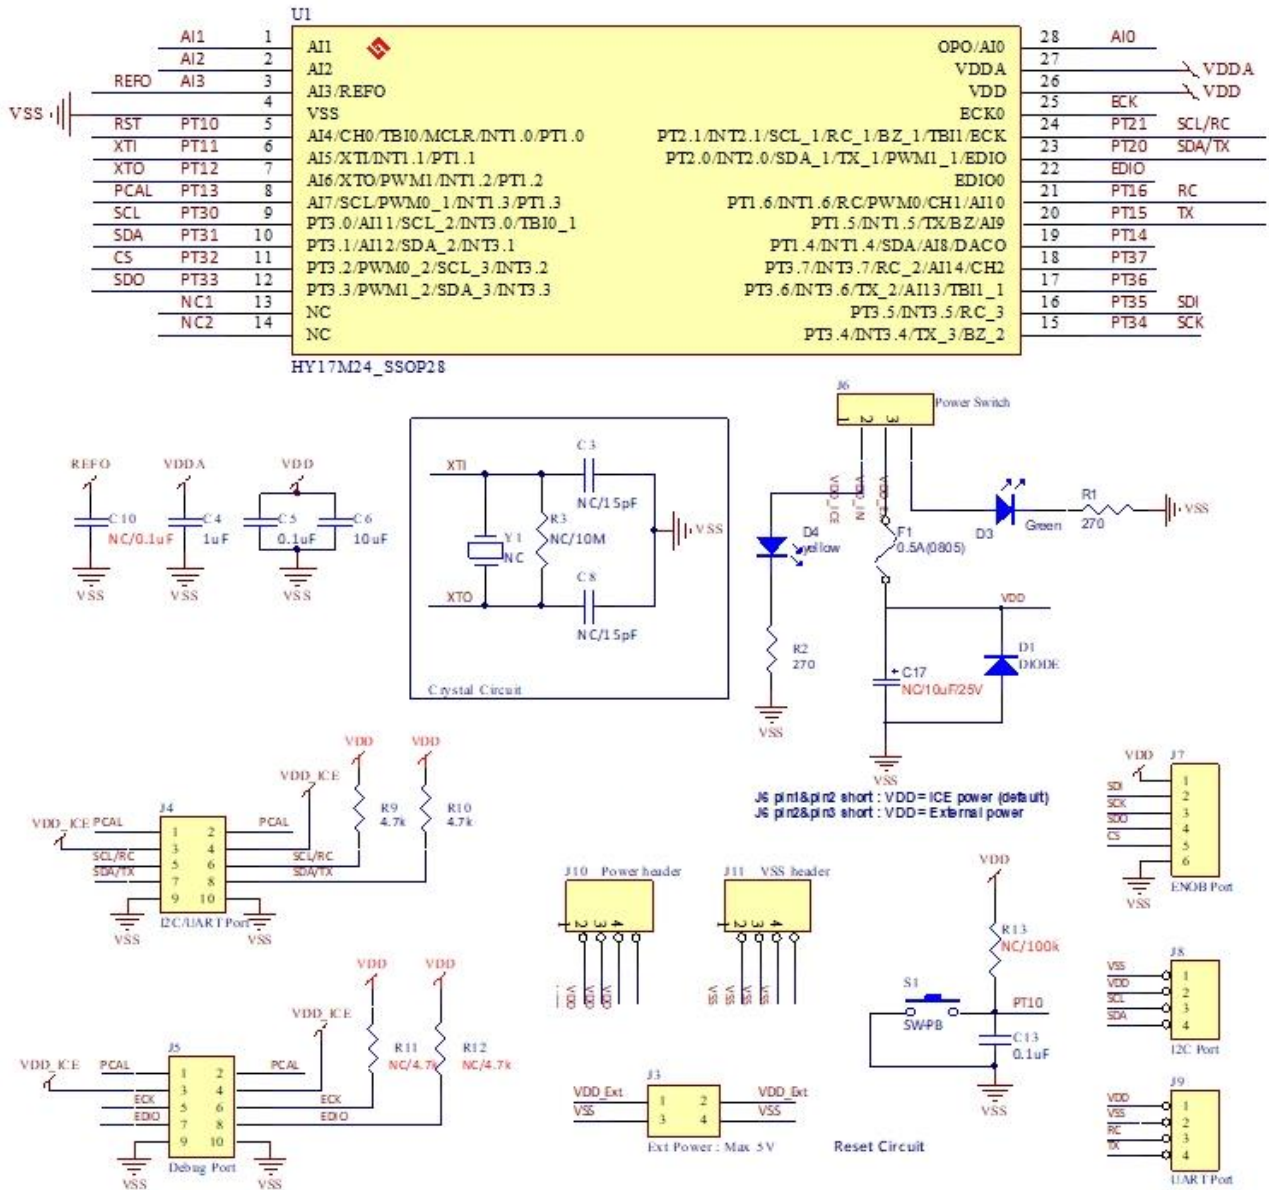 U1
AI1 1 AI1 OPO/AI0 28 AI0
AI2 2 AI2 VDDA 27 VDDA
REFO AI3 3 AI3/REFO VDD 26 VDD
VSS 4 VSS ECK0 25 ECK
RST PT10 5 AI4/CH0/TBI0/MCLR/INT1.0/PT1.0 PT2.1/INT2.1/SCL_1/RC_1/BZ_1/TBI1/ECK 24 PT21 SCL/RC
XTI PT11 6 AI5/XTI/INT1.1/PT1.1 PT2.0/INT2.0/SDA_1/TX_1/PWM1_1/EDIO 23 PT20 SDA/TX
XTO PT12 7 AI6/XTO/PWM1/INT1.2/PT1.2 EDIO0 22 EDIO
PCAL PT13 8 AI7/SCL/PWM0_1/INT1.3/PT1.3 PT1.6/INT1.6/RC/PWM0/CH1/AI10 21 PT16 RC
SCL PT30 9 PT3.0/AI11/SCL_2/INT3.0/TBI0_1 PT1.5/INT1.5/TX/BZ/AI9 20 PT15 TX
SDA PT31 10 PT3.1/AI12/SDA_2/INT3.1 PT1.4/INT1.4/SDA/AI8/DACO 19 PT14
CS PT32 11 PT3.2/PWM0_2/SCL_3/INT3.2 PT3.7/INT3.7/RC_2/AI14/CH2 18 PT37
SDO PT33 12 PT3.3/PWM1_2/SDA_3/INT3.3 PT3.6/INT3.6/TX_2/AI13/TBI1_1 17 PT36
NC1 13 NC PT3.5/INT3.5/RC_3 16 PT35 SDI
NC2 14 NC PT3.4/INT3.4/TX_3/BZ_2 15 PT34 SCK
HY17M24_SSOP28
REFO
C10
NC/0.1uF
VSS
VDDA
C4
1uF
VSS
VDD
C5
0.1uF
C6
10uF
VSS
XTI
C3
NC/15pF
Y1
NC
R3
NC/10M
VSS
XTO
C8
NC/15pF
Crystal Circuit
J6
Power Switch
1 2 3
VDD_ICE
VDD_IN
D4
yellow
R2
270
VSS
F1
0.5A(0805)
D3
Green
R1
270
VSS
VDD
C17
NC/10uF/25V
D1
DIODE
VSS
J6 pin1&pin2 short : VDD= ICE power (default)
J6 pin2&pin3 short : VDD= External power
VDD VDD
R9
4.7k
R10
4.7k
VDD_ICE
J4
PCAL 1 2 PCAL
VDD_ICE 3 4
SCL/RC 5 6 SCL/RC
SDA/TX 7 8 SDA/TX
9 10
VSS VSS
I2C/UART Port
VDD VDD
R11
NC/4.7k
R12
NC/4.7k
VDD_ICE
J5
PCAL 1 2 PCAL
VDD_ICE 3 4
ECK 5 6 ECK
EDIO 7 8 EDIO
9 10
VSS VSS
Debug Port
J10 Power header
1 2 3 4
VDD VDD VDD
J11 VSS header
1 2 3 4
VSS VSS VSS VSS
J3
VDD_Ext 1 2 VDD_Ext
VSS 3 4 VSS
Ext Power : Max 5V
VDD
R13
NC/100k
S1
SW-PB
PT10
C13
0.1uF
VSS
Reset Circuit
J7
VDD 1
SDI 2
SCK 3
SDO 4
CS 5
6
VSS
ENOB Port
J8
VSS 1
VDD 2
SCL 3
SDA 4
I2C Port
J9
VDD 1
VSS 2
RC 3
TX 4
UART Port